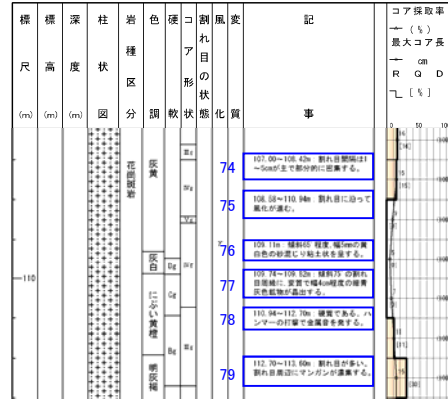 標尺 (m)
標高 (m)
深度 (m)
柱状図
岩種区分
色調
硬軟
コア形状
割れ目の状態
風化
変質
記事
コア採取率
(%)
最大コア長
cm
R Q D
[%]
花崗斑岩
灰黄
灰白
にぶい黄橙
明灰褐
110
74
107.00~108.42m 割れ目間隔は1
~5cmが主で部分的に密集する。
75
108.58~110.94m 割れ目に沿って
風化が進む。
76
109.11m 傾斜65 程度、幅5mmの黄
白色の砂混じり粘土状を呈する。
77
109.74~109.82m:傾斜75 の割れ
目周縁に、変質で幅4cm程度の緑青
灰色鉱物が晶出する。
78
110.94~112.70m 硬質である。ハ
ンマーの打撃で金属音を発する。
79
112.70~113.60m 割れ目が多い。
割れ目周辺にマンガンが濃集する。